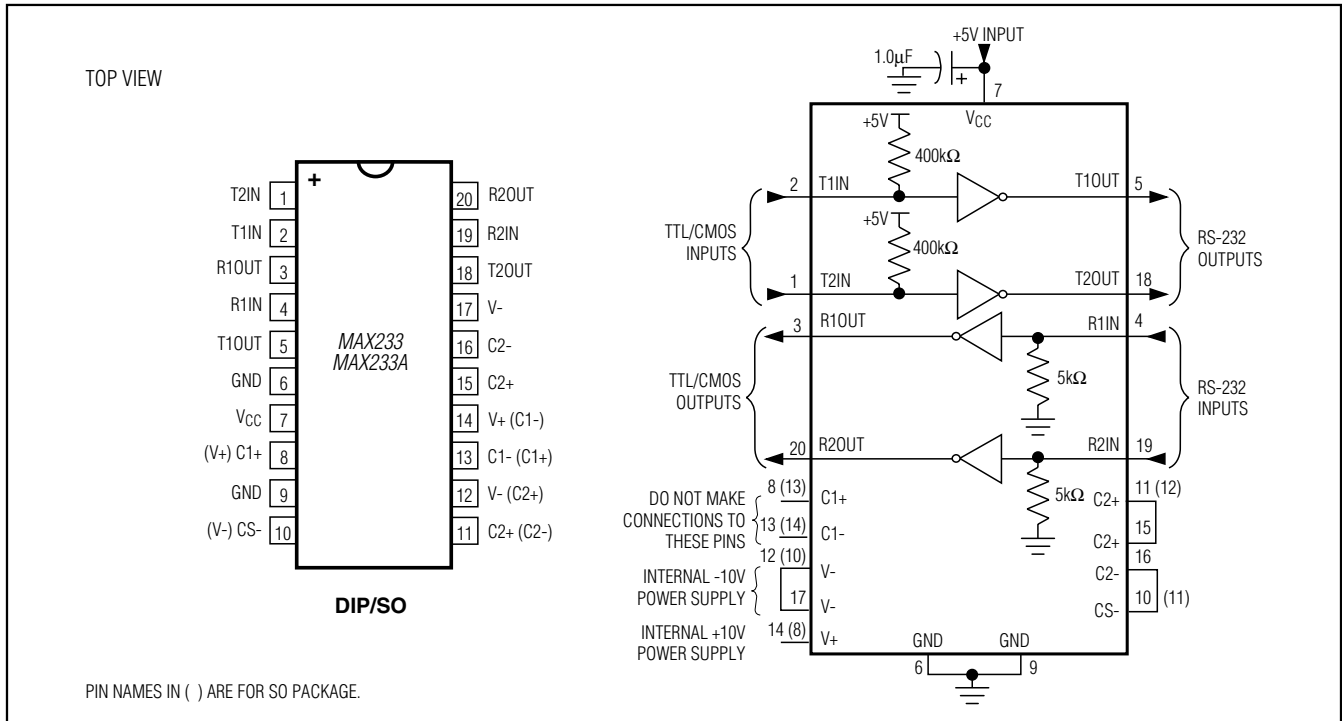 TOP VIEW
+
T2IN 1
T1IN 2
R1OUT 3
R1IN 4
T1OUT 5
GND 6
VCC 7
(V+) C1+ 8
GND 9
(V-) CS- 10
MAX233
MAX233A
20 R2OUT
19 R2IN
18 T2OUT
17 V-
16 C2-
15 C2+
14 V+ (C1-)
13 C1- (C1+)
12 V- (C2+)
11 C2+ (C2-)
DIP/SO
PIN NAMES IN ( ) ARE FOR SO PACKAGE.
+5V INPUT
1.0µF
+
7
VCC
+5V
400kΩ
2 T1IN
T1OUT 5
+5V
400kΩ
TTL/CMOS
INPUTS
RS-232
OUTPUTS
1 T2IN
T2OUT 18
3 R1OUT
R1IN 4
5kΩ
TTL/CMOS
OUTPUTS
RS-232
INPUTS
20 R2OUT
R2IN 19
5kΩ
DO NOT MAKE
CONNECTIONS TO
THESE PINS
8 (13) C1+
13 (14) C1-
INTERNAL -10V
POWER SUPPLY
12 (10) V-
17 V-
INTERNAL +10V
POWER SUPPLY
14 (8) V+
C2+ 11 (12)
C2+ 15
C2- 16
CS- 10 (11)
GND GND
6 9